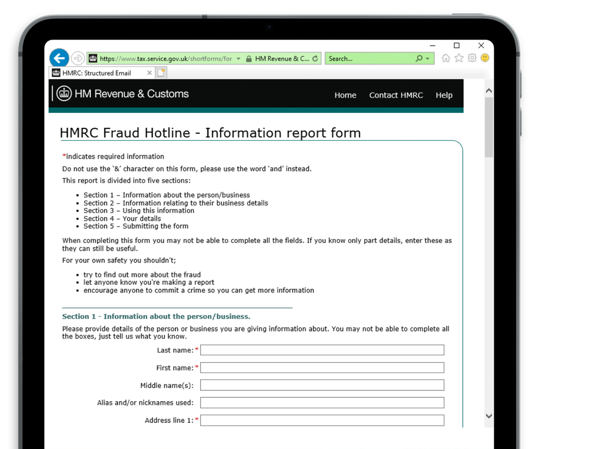 https://www.tax.service.gov.uk/shortforms/for
HM Revenue & C...
Search...
HMRC: Structured Email
HM Revenue & Customs
Home Contact HMRC Help
HMRC Fraud Hotline - Information report form
*indicates required information
Do not use the '&' character on this form, please use the word 'and' instead.
This report is divided into five sections:
• Section 1 – Information about the person/business
• Section 2 – Information relating to their business details
• Section 3 – Using this information
• Section 4 – Your details
• Section 5 – Submitting the form
When completing this form you may not be able to complete all the fields. If you know only part details, enter these as
they can still be useful.
For your own safety you shouldn't;
• try to find out more about the fraud
• let anyone know you're making a report
• encourage anyone to commit a crime so you can get more information
Section 1 - Information about the person/business.
Please provide details of the person or business you are giving information about. You may not be able to complete all
the boxes, just tell us what you know.
Last name:*
First name:*
Middle name(s):
Alias and/or nicknames used:
Address line 1:*